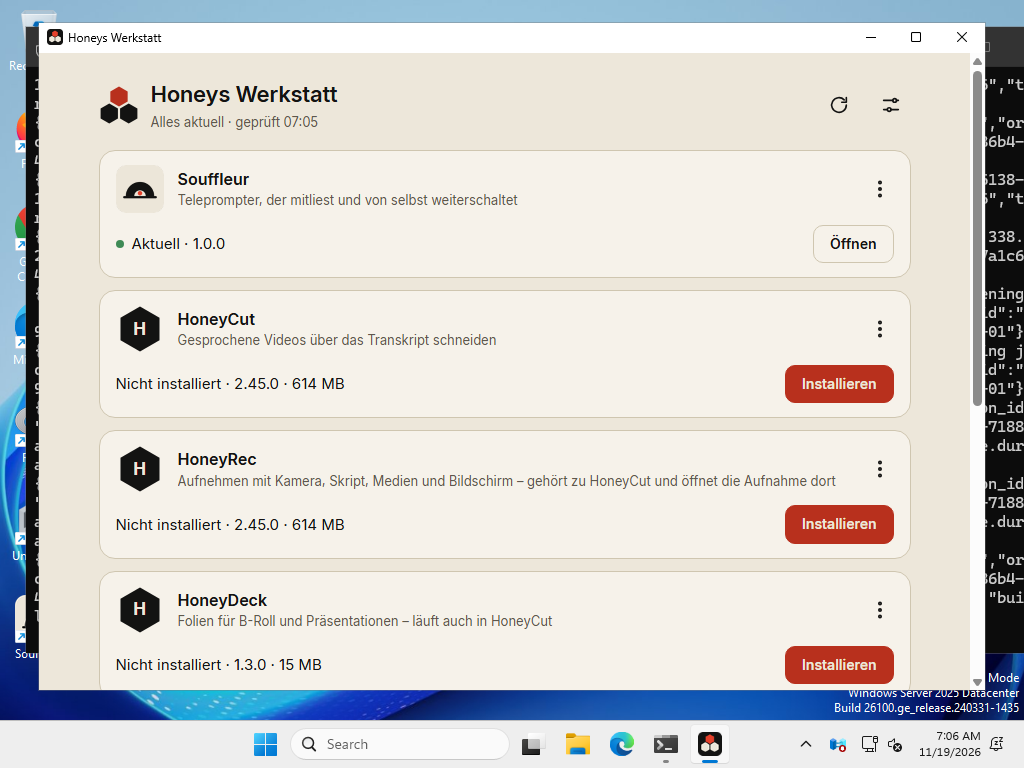 Honeys Werkstatt
Honeys Werkstatt
Alles aktuell · geprüft 07:05
Souffleur
Teleprompter, der mitliest und von selbst weiterschaltet
Aktuell · 1.0.0
Öffnen
H
HoneyCut
Gesprochene Videos über das Transkript schneiden
Nicht installiert · 2.45.0 · 614 MB
Installieren
H
HoneyRec
Aufnehmen mit Kamera, Skript, Medien und Bildschirm – gehört zu HoneyCut und öffnet die Aufnahme dort
Nicht installiert · 2.45.0 · 614 MB
Installieren
H
HoneyDeck
Folien für B-Roll und Präsentationen – läuft auch in HoneyCut
Nicht installiert · 1.3.0 · 15 MB
Installieren
Mode
Windows Server 2025 Datacenter
Build 26100.ge_release.240331-1435
Search
7:06 AM
11/19/2026